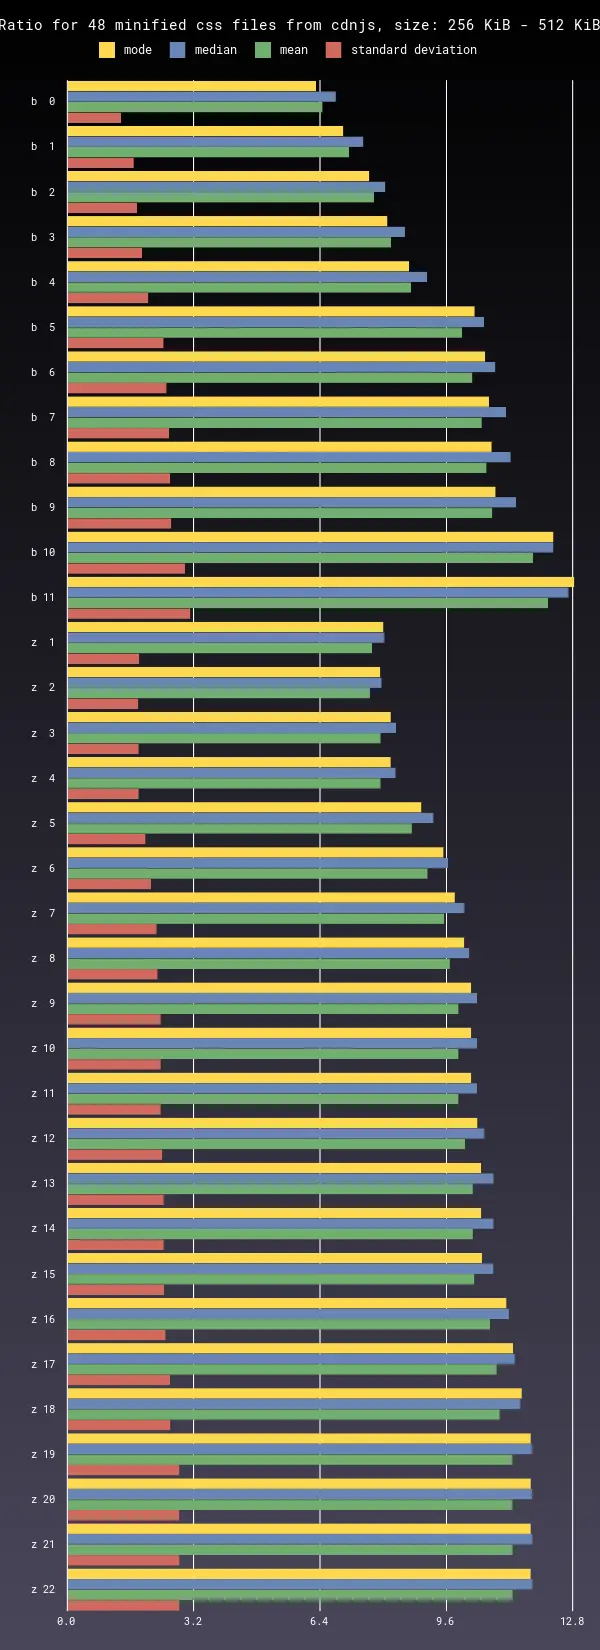 Ratio for 48 minified css files from cdnjs, size: 256 KiB - 512 KiB
mode median mean standard deviation
b 0
b 1
b 2
b 3
b 4
b 5
b 6
b 7
b 8
b 9
b 10
b 11
z 1
z 2
z 3
z 4
z 5
z 6
z 7
z 8
z 9
z 10
z 11
z 12
z 13
z 14
z 15
z 16
z 17
z 18
z 19
z 20
z 21
z 22
0.0 3.2 6.4 9.6 12.8